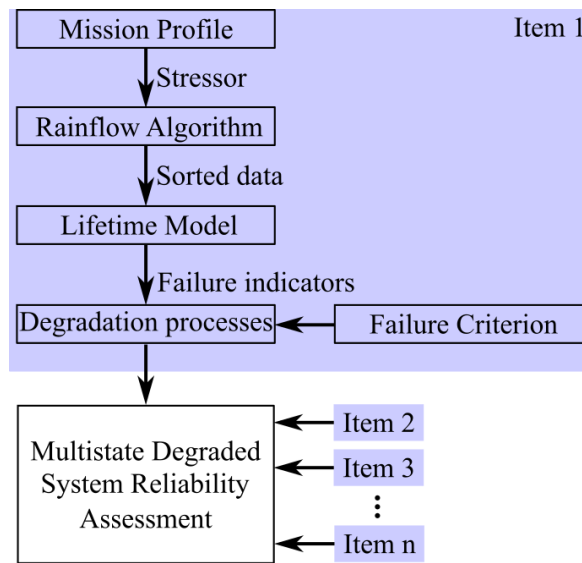 Mission Profile
Item 1
Stressor
Rainflow Algorithm
Sorted data
Lifetime Model
Failure indicators
Degradation processes
Failure Criterion
Multistate Degraded
System Reliability
Assessment
Item 2
Item 3
Item n